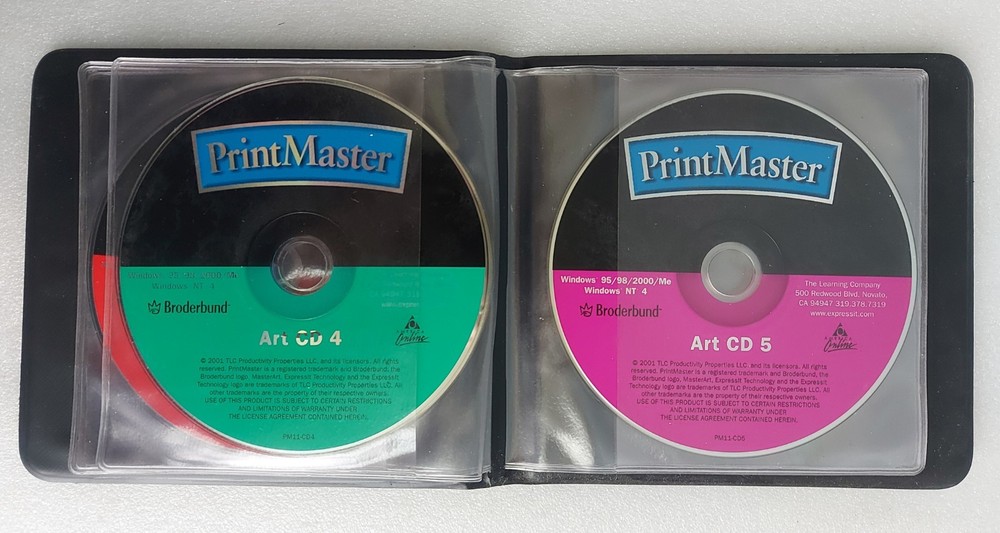 PrintMaster
Windows 95/98/2000/Me
Windows NT 4
Broderbund
Art CD 4
© 2001 TLC Productivity Properties LLC, and its licensors. All rights
reserved. PrintMaster is a registered trademark and Broderbund, the
Broderbund logo, MasterArt, Expressit Technology and the Expressit
Technology logo are trademarks of TLC Productivity Properties LLC. All
other trademarks are the property of their respective owners.
USE OF THIS PRODUCT IS SUBJECT TO CERTAIN RESTRICTIONS
AND LIMITATIONS OF WARRANTY UNDER
THE LICENSE AGREEMENT CONTAINED HEREIN.
PM11-CD4
PrintMaster
Windows 95/98/2000/Me
Windows NT 4
The Learning Company
500 Redwood Blvd, Novato,
CA 94947 319.378.7319
www.expressit.com
Broderbund
Art CD 5
© 2001 TLC Productivity Properties LLC, and its licensors. All rights
reserved. PrintMaster is a registered trademark and Broderbund, the
Broderbund logo, MasterArt, Expressit Technology and the Expressit
Technology logo are trademarks of TLC Productivity Properties LLC. All
other trademarks are the property of their respective owners.
USE OF THIS PRODUCT IS SUBJECT TO CERTAIN RESTRICTIONS
AND LIMITATIONS OF WARRANTY UNDER
THE LICENSE AGREEMENT CONTAINED HEREIN.
PM11-CD5